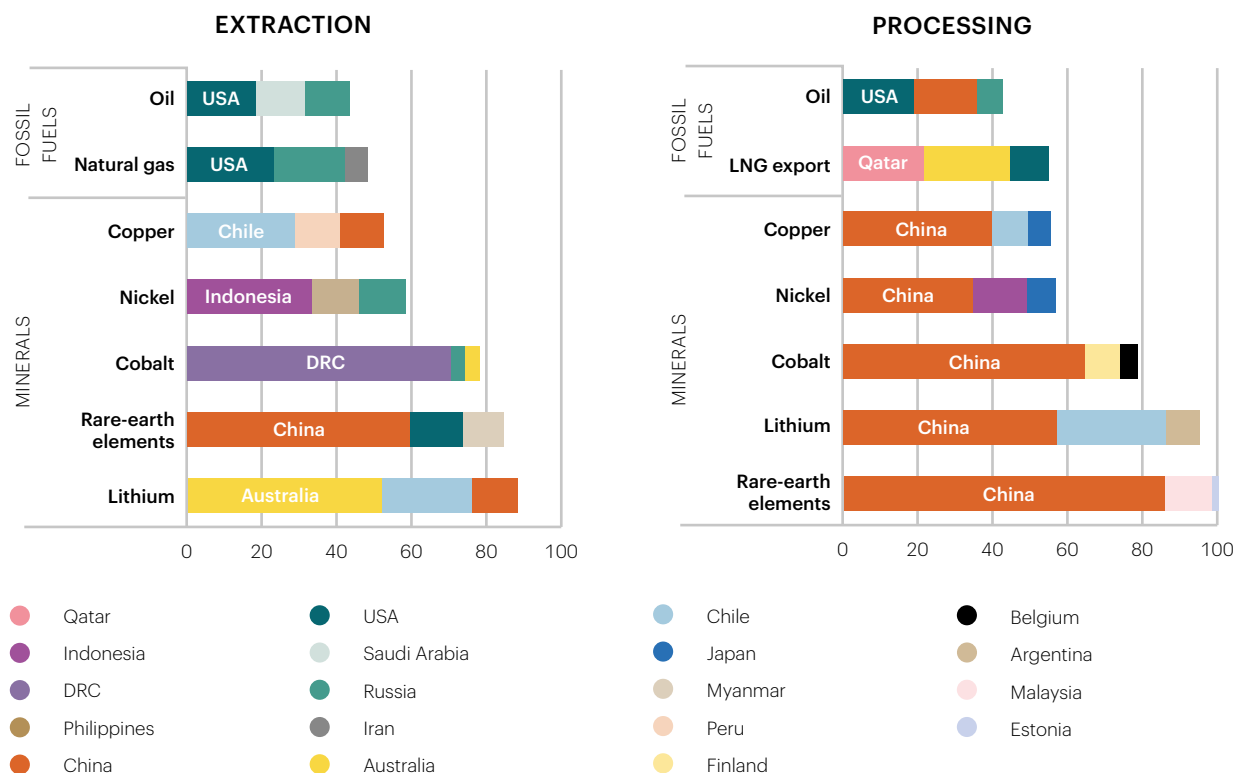 EXTRACTION
FOSSIL
FUELS
Oil
USA
Natural gas
USA
MINERALS
Copper
Chile
Nickel
Indonesia
Cobalt
DRC
Rare-earth
elements
China
Lithium
Australia
0 20 40 60 80 100
PROCESSING
FOSSIL
FUELS
Oil
USA
LNG export
Qatar
MINERALS
Copper
China
Nickel
China
Cobalt
China
Lithium
China
Rare-earth
elements
China
0 20 40 60 80 100
Qatar
Indonesia
DRC
Philippines
China
USA
Saudi Arabia
Russia
Iran
Australia
Chile
Japan
Myanmar
Peru
Finland
Belgium
Argentina
Malaysia
Estonia